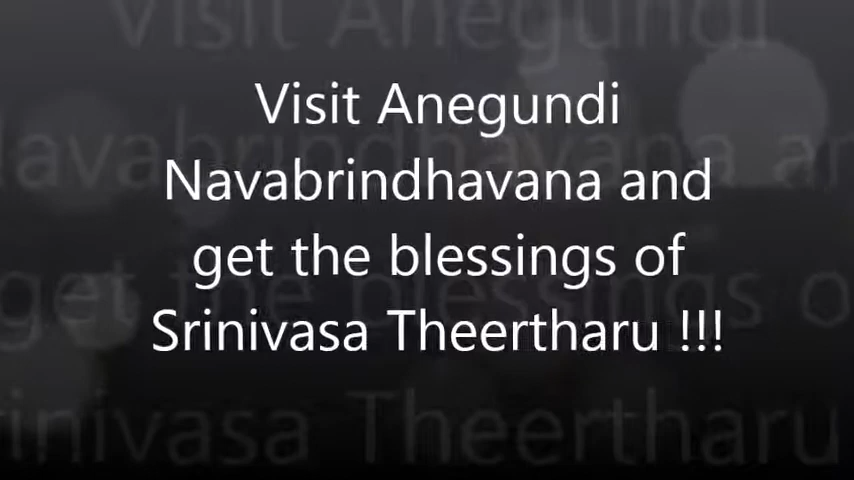 Visit Anegundi
Navabrindhavana and
get the blessings of
Srinivasa Theertharu !!!